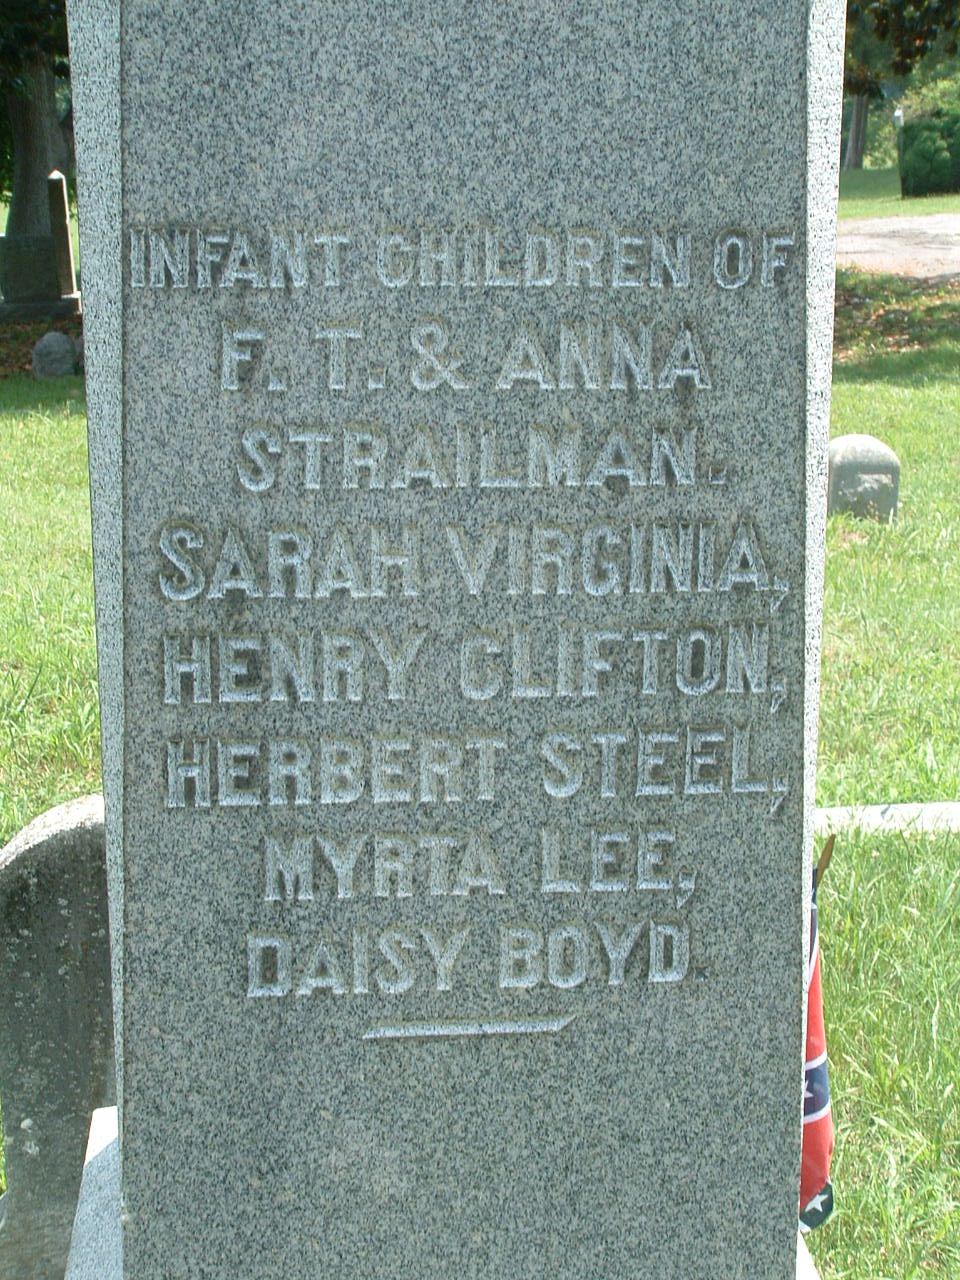 INFANT CHILDREN OF
F. T. & ANNA
STRAILMAN.
SARAH VIRGINIA,
HENRY CLIFTON,
HERBERT STEEL,
MYRTA LEE,
DAISY BOYD.